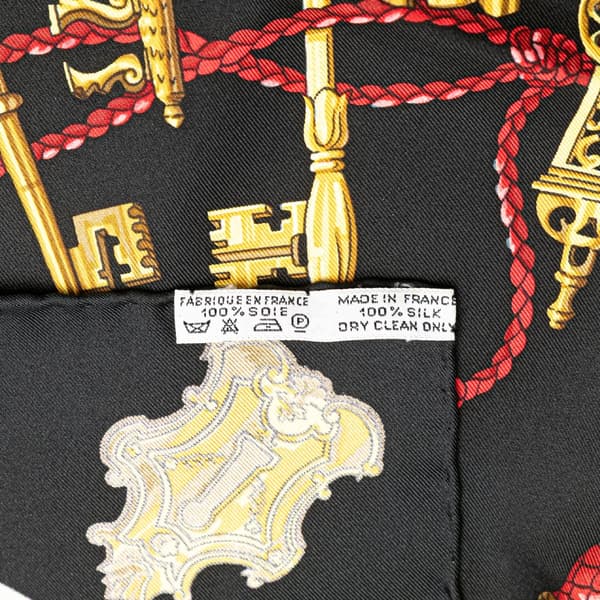 FABRIQUE EN FRANCE
100% SOIE
P
MADE IN FRANCE
100% SILK
DRY CLEAN ONLY